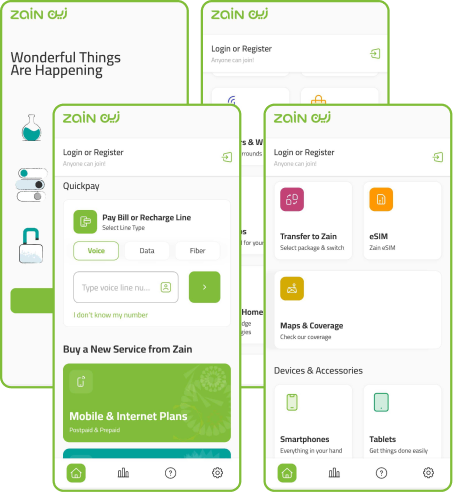 zain زين
Wonderful Things
Are Happening
zain زين
Login or Register
Anyone can join!
rs & W
rrounds
Home
dge
gies
zain زين
Login or Register
Anyone can join!
Quickpay
Pay Bill or Recharge Line
Select Line Type
Voice
Data
Fiber
Type voice line nu...
I don't know my number
Buy a New Service from Zain
Mobile & Internet Plans
Postpaid & Prepaid
zain زين
Login or Register
Anyone can join!
Transfer to Zain
Select package & switch
eSIM
Zain eSIM
Maps & Coverage
Check our coverage
Devices & Accessories
Smartphones
Everything in your hand
Tablets
Get things done easily